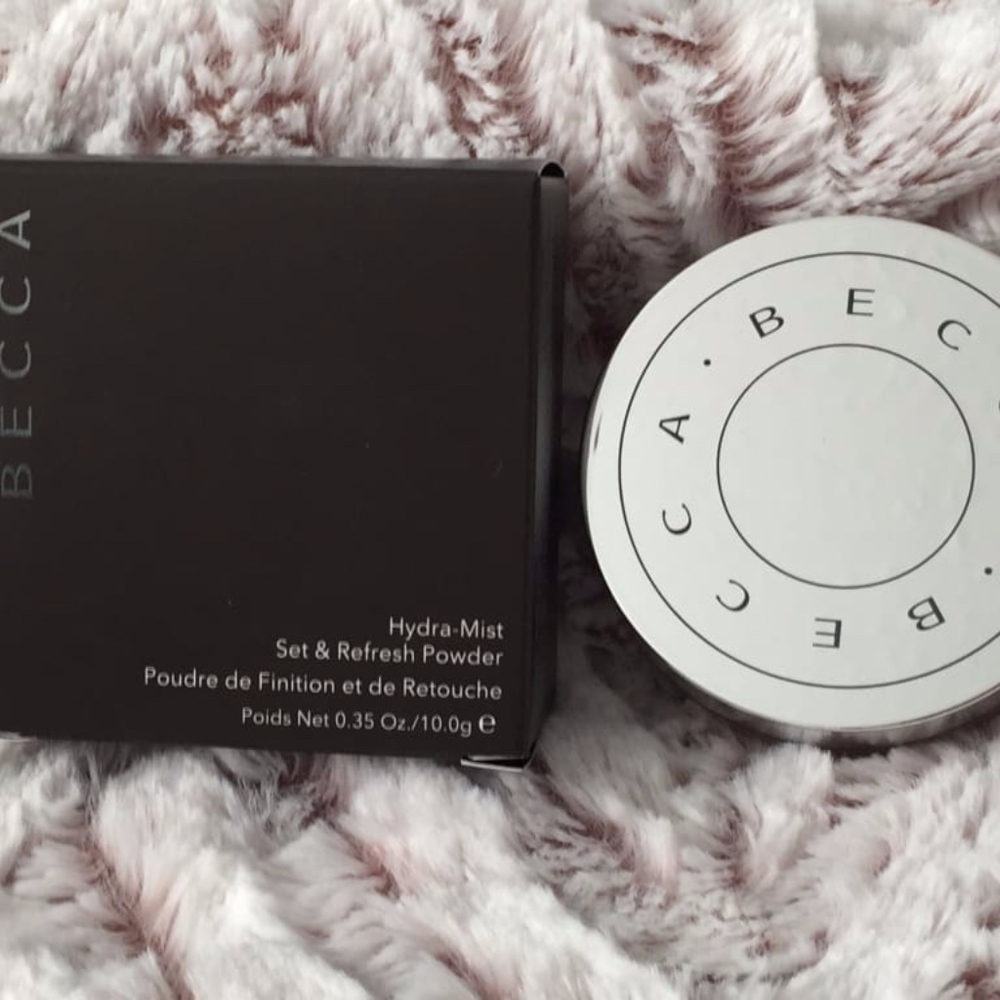 BECCA
Hydra-Mist
Set & Refresh Powder
Poudre de Finition et de Retouche
Poids Net 0.35 Oz./10.0g ℮
· BEC
· BECCA